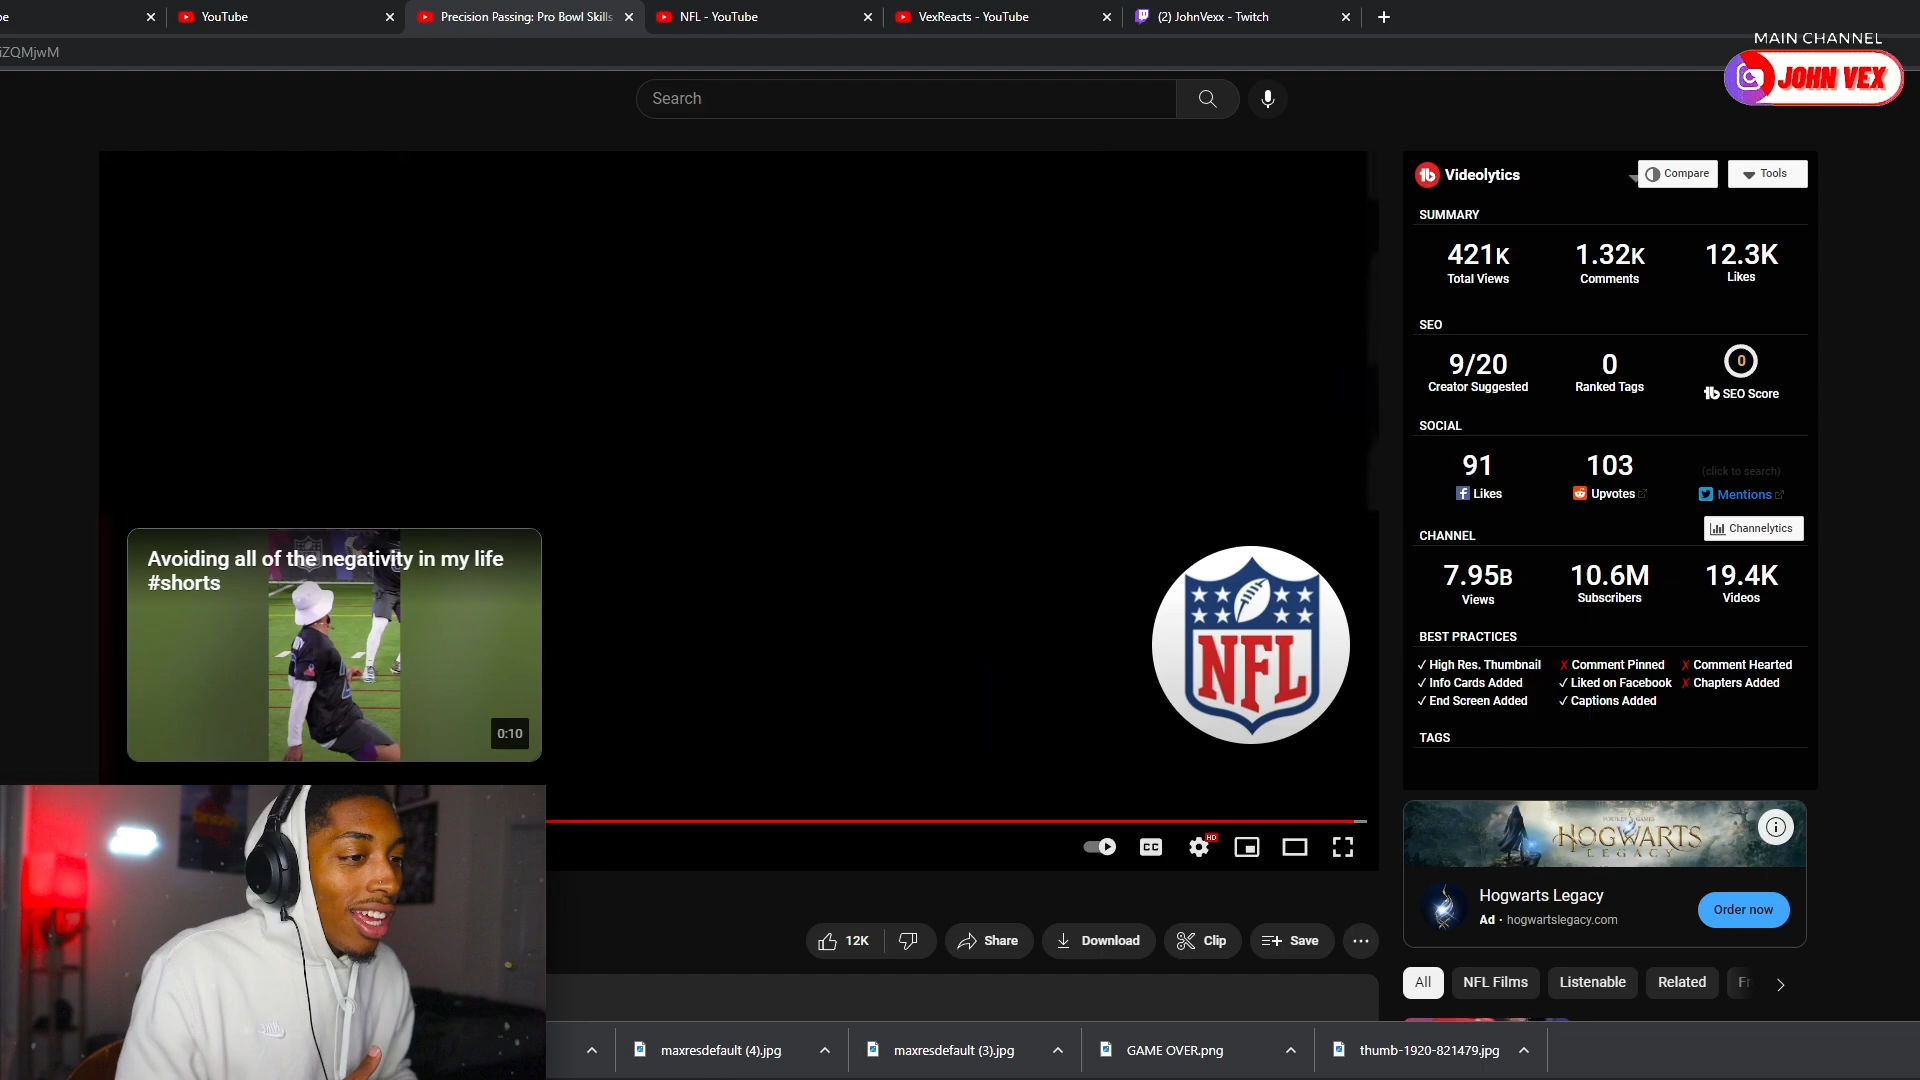 YouTube
Precision Passing: Pro Bowl Skills
NFL - YouTube
VexReacts - YouTube
(2) JohnVexx - Twitch
iZQMjwM
MAIN CHANNEL
JOHN VEX
Search
Videolytics
Compare
Tools
SUMMARY
421K 1.32K 12.3K
Total Views Comments Likes
SEO
9/20 0 0
Creator Suggested Ranked Tags tb SEO Score
SOCIAL
91 103 (click to search)
Likes Upvotes Mentions
CHANNEL
Channelytics
7.95B 10.6M 19.4K
Views Subscribers Videos
BEST PRACTICES
✓ High Res. Thumbnail ✗ Comment Pinned ✗ Comment Hearted
✓ Info Cards Added ✓ Liked on Facebook ✗ Chapters Added
✓ End Screen Added ✓ Captions Added
TAGS
Avoiding all of the negativity in my life
#shorts
0:10
NFL
CC
HD
HOGWARTS
LEGACY
Hogwarts Legacy
Ad · hogwartslegacy.com
Order now
12K
Share
Download
Clip
Save
All
NFL Films
Listenable
Related
Fr
maxresdefault (4).jpg
maxresdefault (3).jpg
GAME OVER.png
thumb-1920-821479.jpg